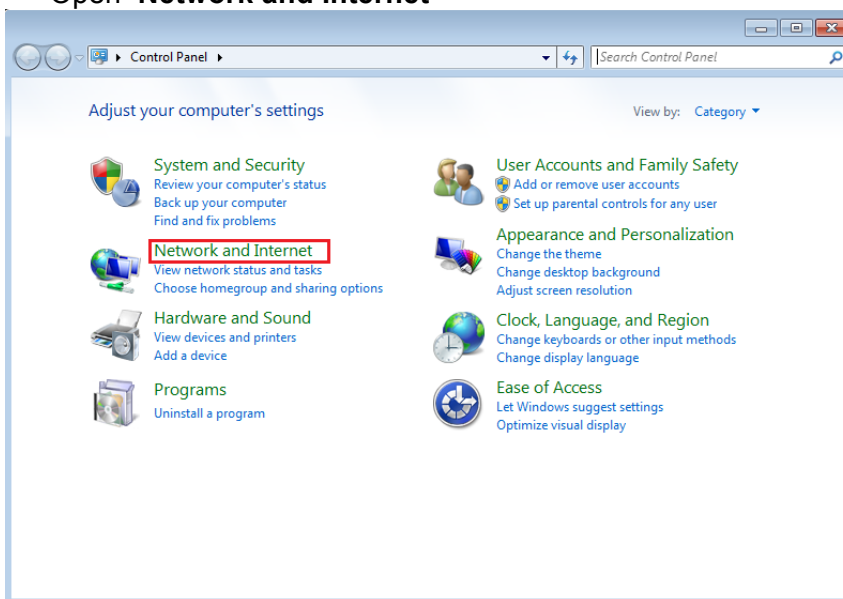 Open Network and Internet
Control Panel
Search Control Panel
Adjust your computer's settings
View by: Category
System and Security
Review your computer's status
Back up your computer
Find and fix problems
Network and Internet
View network status and tasks
Choose homegroup and sharing options
Hardware and Sound
View devices and printers
Add a device
Programs
Uninstall a program
User Accounts and Family Safety
Add or remove user accounts
Set up parental controls for any user
Appearance and Personalization
Change the theme
Change desktop background
Adjust screen resolution
Clock, Language, and Region
Change keyboards or other input methods
Change display language
Ease of Access
Let Windows suggest settings
Optimize visual display